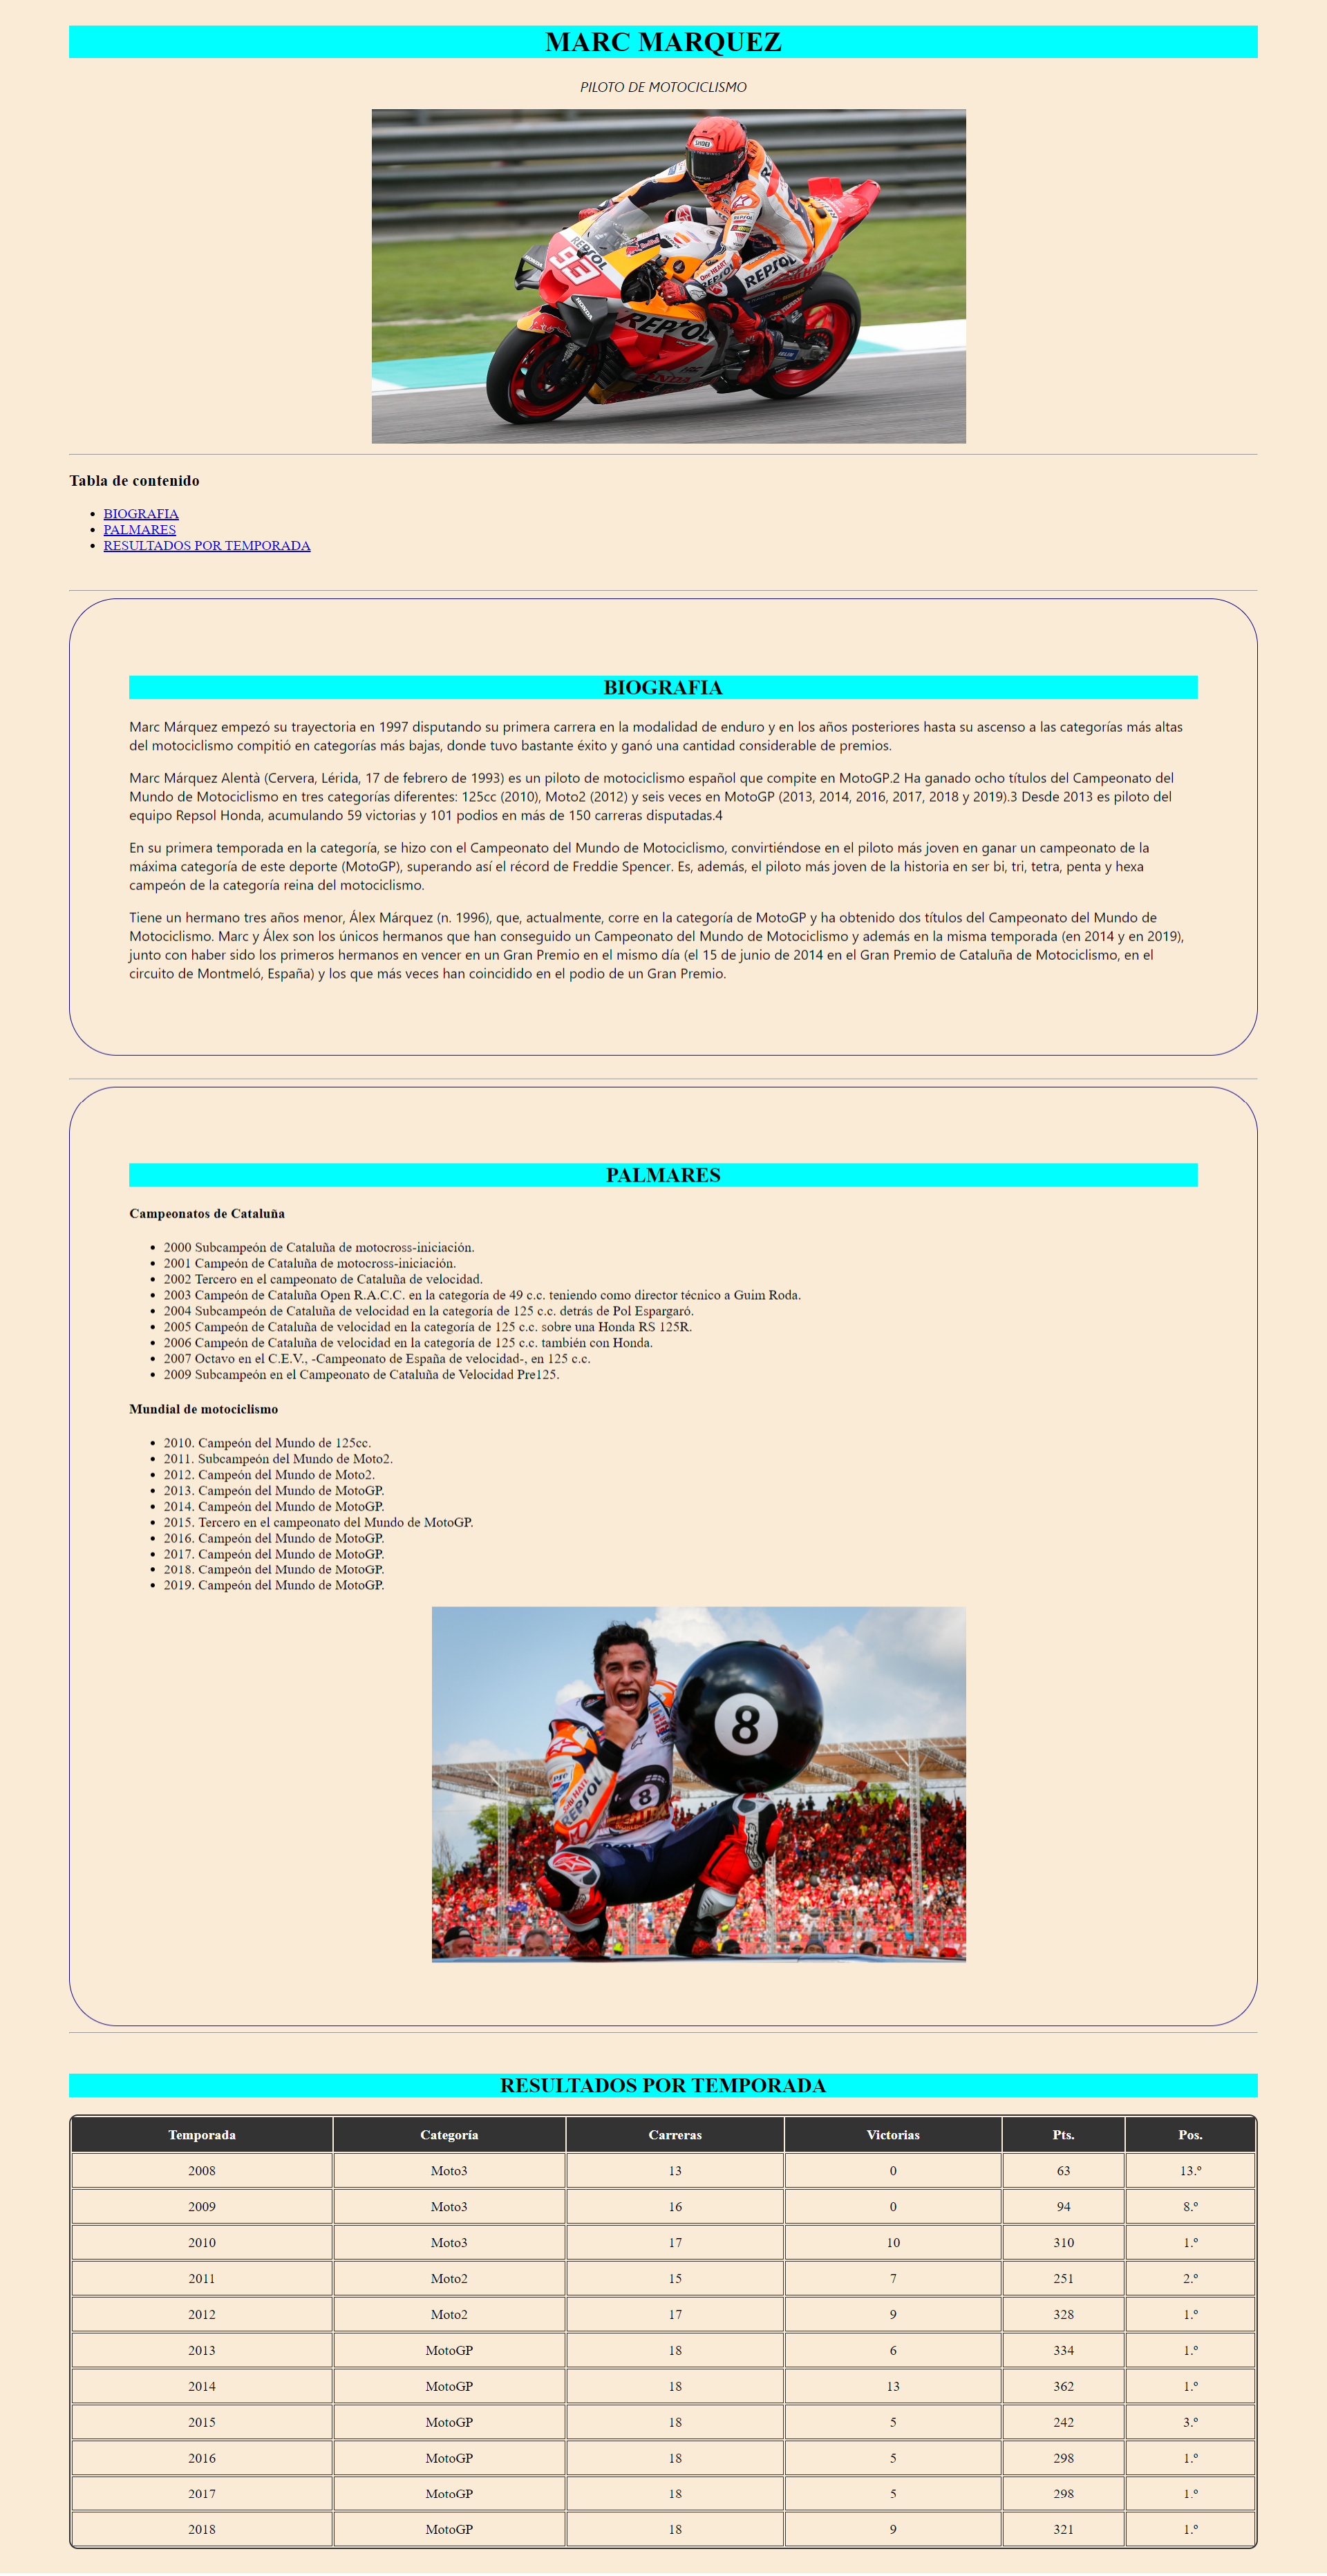 MARC MARQUEZ
PILOTO DE MOTOCICLISMO
SHOEI
REPSOL
93
HONDA
REPSOL
One HEART
REPSOL
HONDA
Tabla de contenido
BIOGRAFIA
PALMARES
RESULTADOS POR TEMPORADA
BIOGRAFIA
Marc Márquez empezó su trayectoria en 1997 disputando su primera carrera en la modalidad de enduro y en los años posteriores hasta su ascenso a las categorías más altas
del motociclismo compitió en categorías más bajas, donde tuvo bastante éxito y ganó una cantidad considerable de premios.
Marc Márquez Alentà (Cervera, Lérida, 17 de febrero de 1993) es un piloto de motociclismo español que compite en MotoGP.2 Ha ganado ocho títulos del Campeonato del
Mundo de Motociclismo en tres categorías diferentes: 125cc (2010), Moto2 (2012) y seis veces en MotoGP (2013, 2014, 2016, 2017, 2018 y 2019).3 Desde 2013 es piloto del
equipo Repsol Honda, acumulando 59 victorias y 101 podios en más de 150 carreras disputadas.4
En su primera temporada en la categoría, se hizo con el Campeonato del Mundo de Motociclismo, convirtiéndose en el piloto más joven en ganar un campeonato de la
máxima categoría de este deporte (MotoGP), superando así el récord de Freddie Spencer. Es, además, el piloto más joven de la historia en ser bi, tri, tetra, penta y hexa
campeón de la categoría reina del motociclismo.
Tiene un hermano tres años menor, Álex Márquez (n. 1996), que, actualmente, corre en la categoría de MotoGP y ha obtenido dos títulos del Campeonato del Mundo de
Motociclismo. Marc y Álex son los únicos hermanos que han conseguido un Campeonato del Mundo de Motociclismo y además en la misma temporada (en 2014 y en 2019),
junto con haber sido los primeros hermanos en vencer en un Gran Premio en el mismo día (el 15 de junio de 2014 en el Gran Premio de Cataluña de Motociclismo, en el
circuito de Montmeló, España) y los que más veces han coincidido en el podio de un Gran Premio.
PALMARES
Campeonatos de Cataluña
2000 Subcampeón de Cataluña de motocross-iniciación.
2001 Campeón de Cataluña de motocross-iniciación.
2002 Tercero en el campeonato de Cataluña de velocidad.
2003 Campeón de Cataluña Open R.A.C.C. en la categoría de 49 c.c. teniendo como director técnico a Guim Roda.
2004 Subcampeón de Cataluña de velocidad en la categoría de 125 c.c. detrás de Pol Espargaró.
2005 Campeón de Cataluña de velocidad en la categoría de 125 c.c. sobre una Honda RS 125R.
2006 Campeón de Cataluña de velocidad en la categoría de 125 c.c. también con Honda.
2007 Octavo en el C.E.V., -Campeonato de España de velocidad-, en 125 c.c.
2009 Subcampeón en el Campeonato de Cataluña de Velocidad Pre125.
Mundial de motociclismo
2010. Campeón del Mundo de 125cc.
2011. Subcampeón del Mundo de Moto2.
2012. Campeón del Mundo de Moto2.
2013. Campeón del Mundo de MotoGP.
2014. Campeón del Mundo de MotoGP.
2015. Tercero en el campeonato del Mundo de MotoGP.
2016. Campeón del Mundo de MotoGP.
2017. Campeón del Mundo de MotoGP.
2018. Campeón del Mundo de MotoGP.
2019. Campeón del Mundo de MotoGP.
8
8
REPSOL
RESULTADOS POR TEMPORADA
Temporada Categoría Carreras Victorias Pts. Pos.
2008 Moto3 13 0 63 13.º
2009 Moto3 16 0 94 8.º
2010 Moto3 17 10 310 1.º
2011 Moto2 15 7 251 2.º
2012 Moto2 17 9 328 1.º
2013 MotoGP 18 6 334 1.º
2014 MotoGP 18 13 362 1.º
2015 MotoGP 18 5 242 3.º
2016 MotoGP 18 5 298 1.º
2017 MotoGP 18 5 298 1.º
2018 MotoGP 18 9 321 1.º